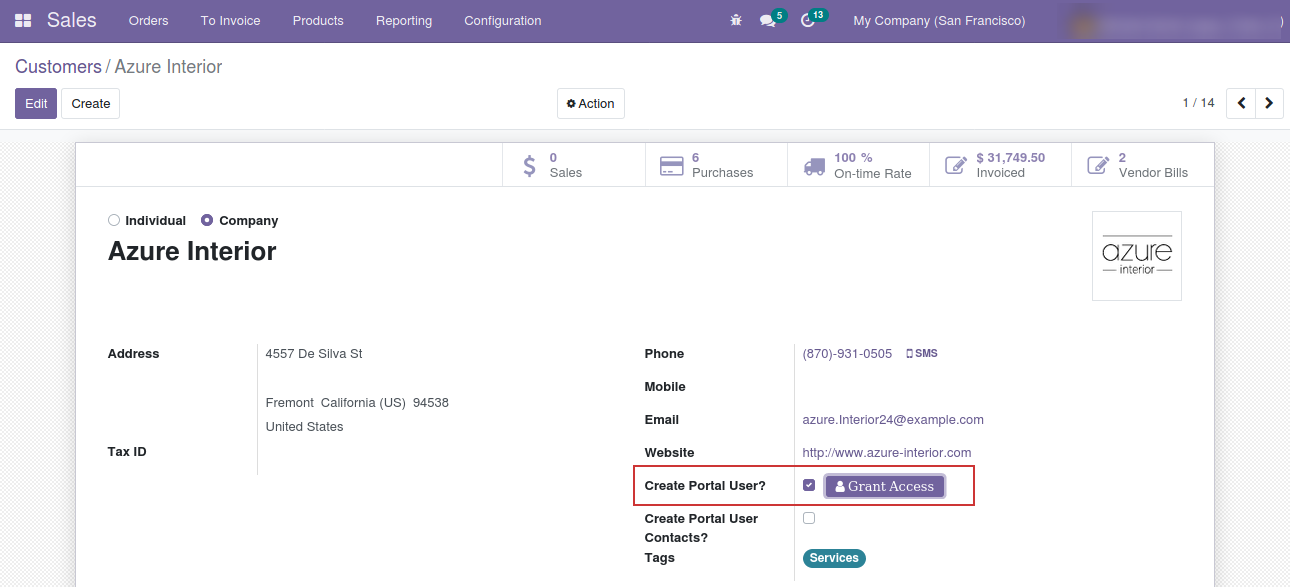 Sales Orders To Invoice Products Reporting Configuration 5 13 My Company (San Francisco) )
Customers / Azure Interior
Edit Create Action 1 / 14
0 6 100 % $ 31,749.50 2
Sales Purchases On-time Rate Invoiced Vendor Bills
Individual Company
Azure Interior
azure
interior
Address 4557 De Silva St Phone (870)-931-0505 SMS
Mobile
Fremont California (US) 94538
Email azure.Interior24@example.com
United States
Tax ID Website http://www.azure-interior.com
Create Portal User? Grant Access
Create Portal User
Contacts?
Tags Services